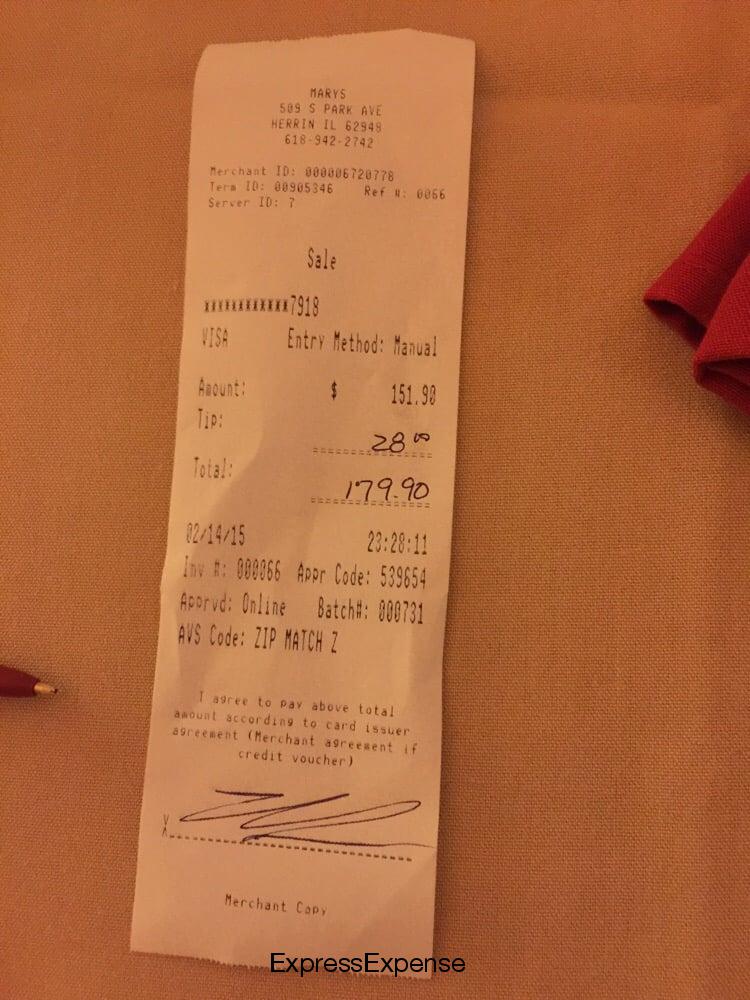 MARYS
509 S PARK AVE
HERRIN IL 62948
618-942-2742
Merchant ID: 000006720778
Term ID: 00905346 Ref #: 0066
Server ID: 7
Sale
xxxxxxxxxxxx7918
VISA Entry Method: Manual
Amount: $ 151.90
Tip: 28 00
Total: 179.90
02/14/15 23:28:11
Inv #: 000066 Appr Code: 539654
Apprvd: Online Batch#: 000731
AVS Code: ZIP MATCH Z
I agree to pay above total
amount according to card issuer
agreement (Merchant agreement if
credit voucher)
X
Merchant Copy
ExpressExpense